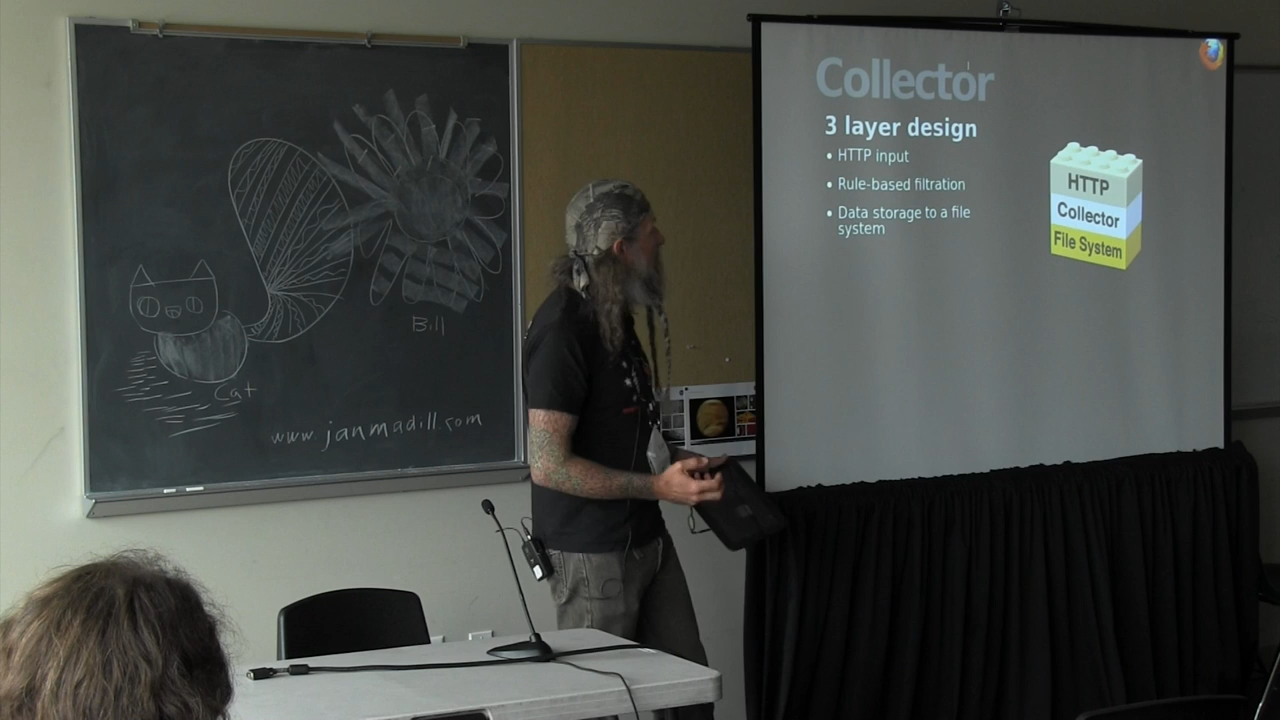 Bill
Cat
www.janmadill.com
Collector
3 layer design
• HTTP input
• Rule-based filtration
• Data storage to a file
system
HTTP
Collector
File System